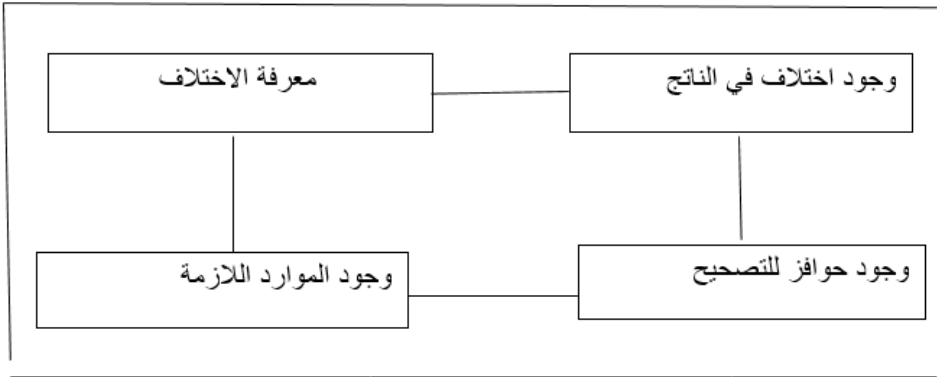 وجود اختلاف في الناتج
معرفة الاختلاف
وجود حوافز للتصحيح
وجود الموارد اللازمة